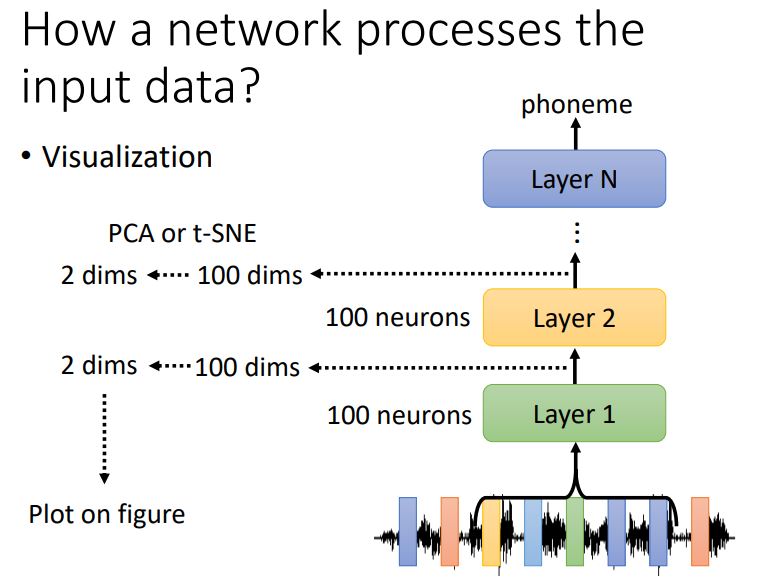 How a network processes the
input data?
• Visualization
phoneme
Layer N
⋮
PCA or t-SNE
2 dims
100 dims
100 neurons
Layer 2
2 dims
100 dims
100 neurons
Layer 1
Plot on figure